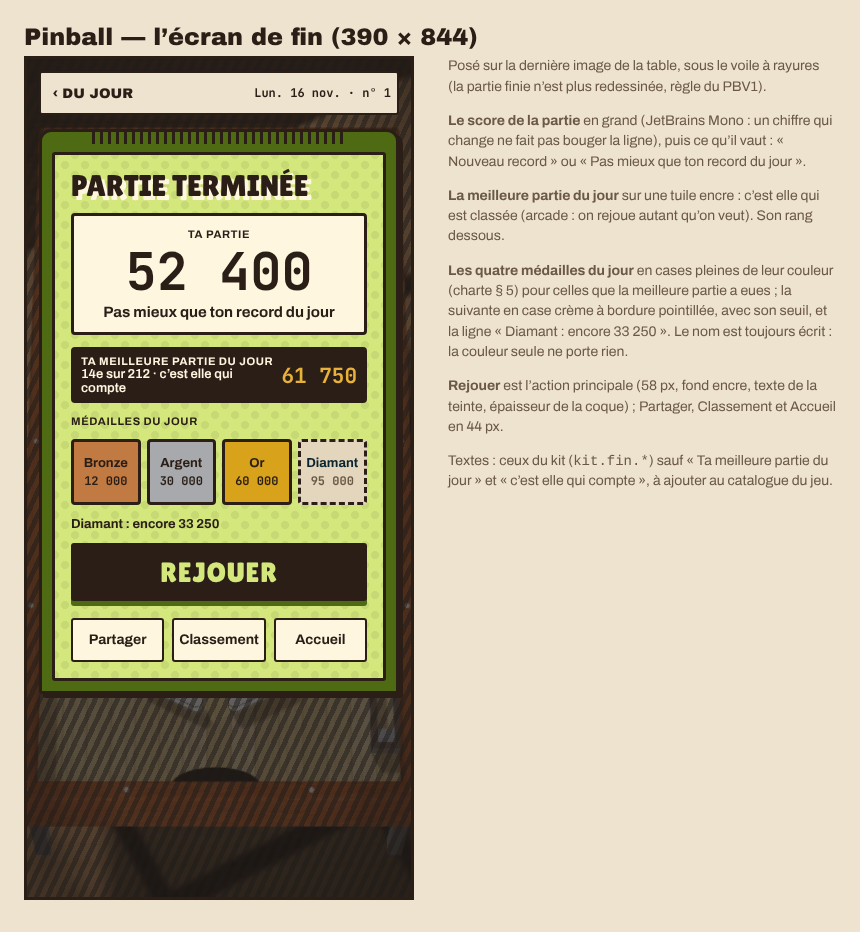 Pinball — l’écran de fin (390 × 844)
‹ DU JOUR
Lun. 16 nov. · n° 1
PARTIE TERMINÉE
TA PARTIE
52 400
Pas mieux que ton record du jour
TA MEILLEURE PARTIE DU JOUR
14e sur 212 · c’est elle qui
compte
61 750
MÉDAILLES DU JOUR
Bronze
12 000
Argent
30 000
Or
60 000
Diamant
95 000
Diamant : encore 33 250
REJOUER
Partager
Classement
Accueil
Posé sur la dernière image de la table, sous le voile à rayures
(la partie finie n’est plus redessinée, règle du PBV1).
Le score de la partie en grand (JetBrains Mono : un chiffre qui
change ne fait pas bouger la ligne), puis ce qu’il vaut : «
Nouveau record » ou « Pas mieux que ton record du jour ».
La meilleure partie du jour sur une tuile encre : c’est elle qui
est classée (arcade : on rejoue autant qu’on veut). Son rang
dessous.
Les quatre médailles du jour en cases pleines de leur couleur
(charte § 5) pour celles que la meilleure partie a eues ; la
suivante en case crème à bordure pointillée, avec son seuil, et
la ligne « Diamant : encore 33 250 ». Le nom est toujours écrit :
la couleur seule ne porte rien.
Rejouer est l’action principale (58 px, fond encre, texte de la
teinte, épaisseur de la coque) ; Partager, Classement et Accueil
en 44 px.
Textes : ceux du kit (kit.fin.*) sauf « Ta meilleure partie du
jour » et « c’est elle qui compte », à ajouter au catalogue du jeu.